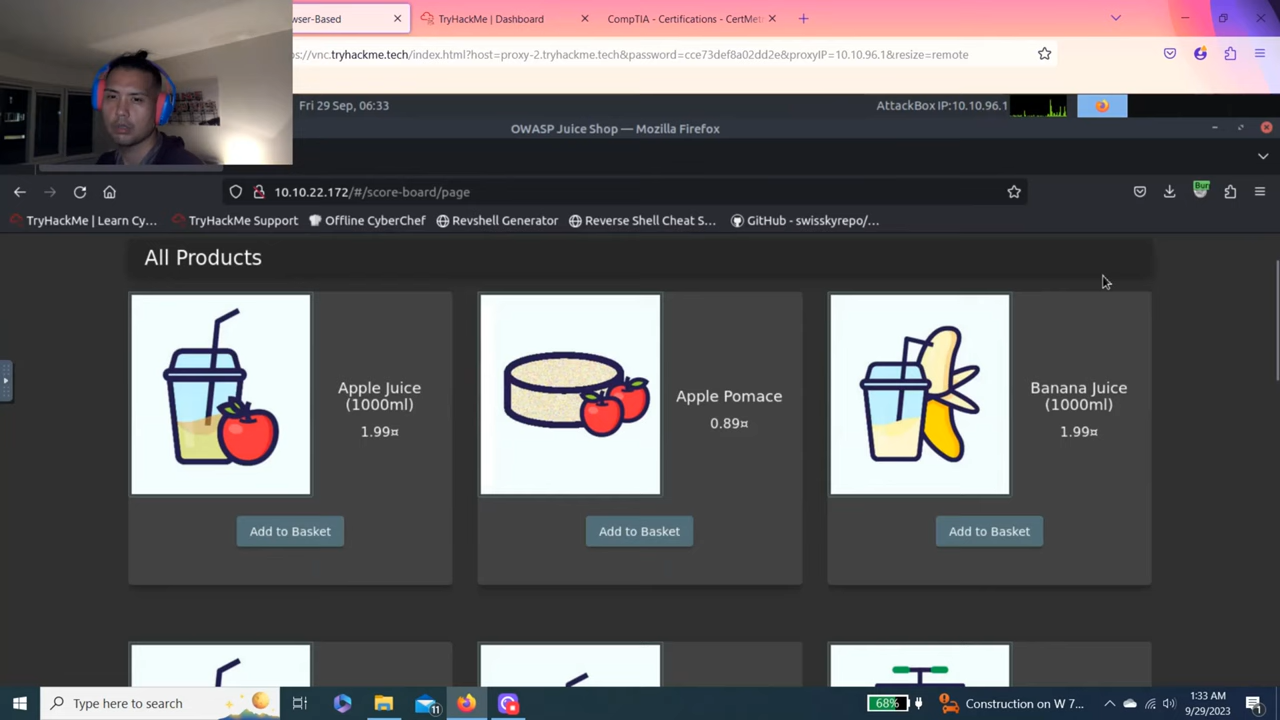 wser-Based
TryHackMe | Dashboard
CompTIA - Certifications - CertMet
s://vnc.tryhackme.tech/index.html?host=proxy-2.tryhackme.tech&password=cce73def8a02dd2e&proxyIP=10.10.96.1&resize=remote
Fri 29 Sep, 06:33
AttackBox IP:10.10.96.1
OWASP Juice Shop — Mozilla Firefox
10.10.22.172/#/score-board/page
TryHackMe | Learn Cy...
TryHackMe Support
Offline CyberChef
Revshell Generator
Reverse Shell Cheat S...
GitHub - swisskyrepo/...
All Products
Apple Juice
(1000ml)
1.99¤
Add to Basket
Apple Pomace
0.89¤
Add to Basket
Banana Juice
(1000ml)
1.99¤
Add to Basket
Type here to search
11
68%
Construction on W 7...
1:33 AM
9/29/2023
1